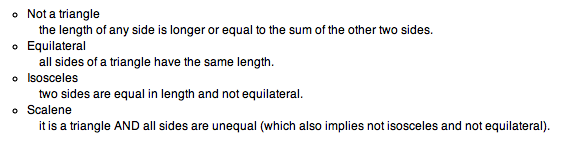 Not a triangle
the length of any side is longer or equal to the sum of the other two sides.
Equilateral
all sides of a triangle have the same length.
Isosceles
two sides are equal in length and not equilateral.
Scalene
it is a triangle AND all sides are unequal (which also implies not isosceles and not equilateral).